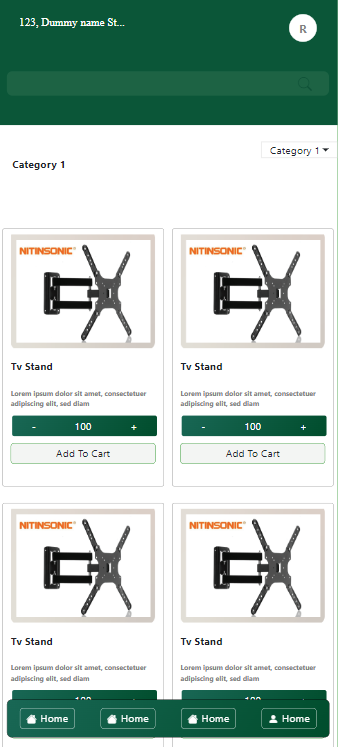 123, Dummy name St...
R
Category 1
Category 1
NITINSONIC
NITINSONIC
Tv Stand
Tv Stand
Lorem ipsum dolor sit amet, consectetuer
adipiscing elit, sed diam
Lorem ipsum dolor sit amet, consectetuer
adipiscing elit, sed diam
- 100 +
- 100 +
Add To Cart
Add To Cart
NITINSONIC
NITINSONIC
Tv Stand
Tv Stand
Lorem ipsum dolor sit amet, consectetuer
adipiscing elit, sed diam
Lorem ipsum dolor sit amet, consectetuer
adipiscing elit, sed diam
100
100
Home Home Home Home